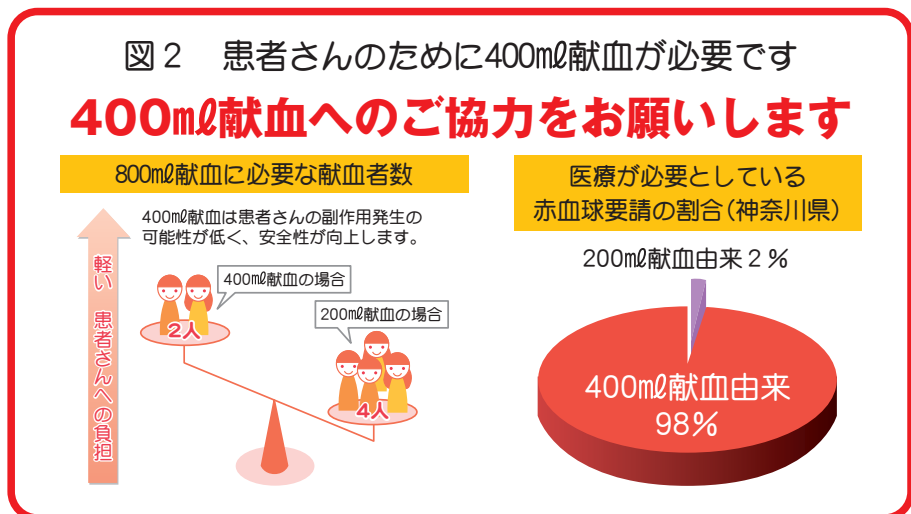 図2　患者さんのために400mℓ献血が必要です
400mℓ献血へのご協力をお願いします
800mℓ献血に必要な献血者数
400mℓ献血は患者さんの副作用発生の
可能性が低く、安全性が向上します。
軽い　患者さんへの負担
400mℓ献血の場合
2人
200mℓ献血の場合
4人
医療が必要としている
赤血球要請の割合(神奈川県)
200mℓ献血由来2%
400mℓ献血由来
98%